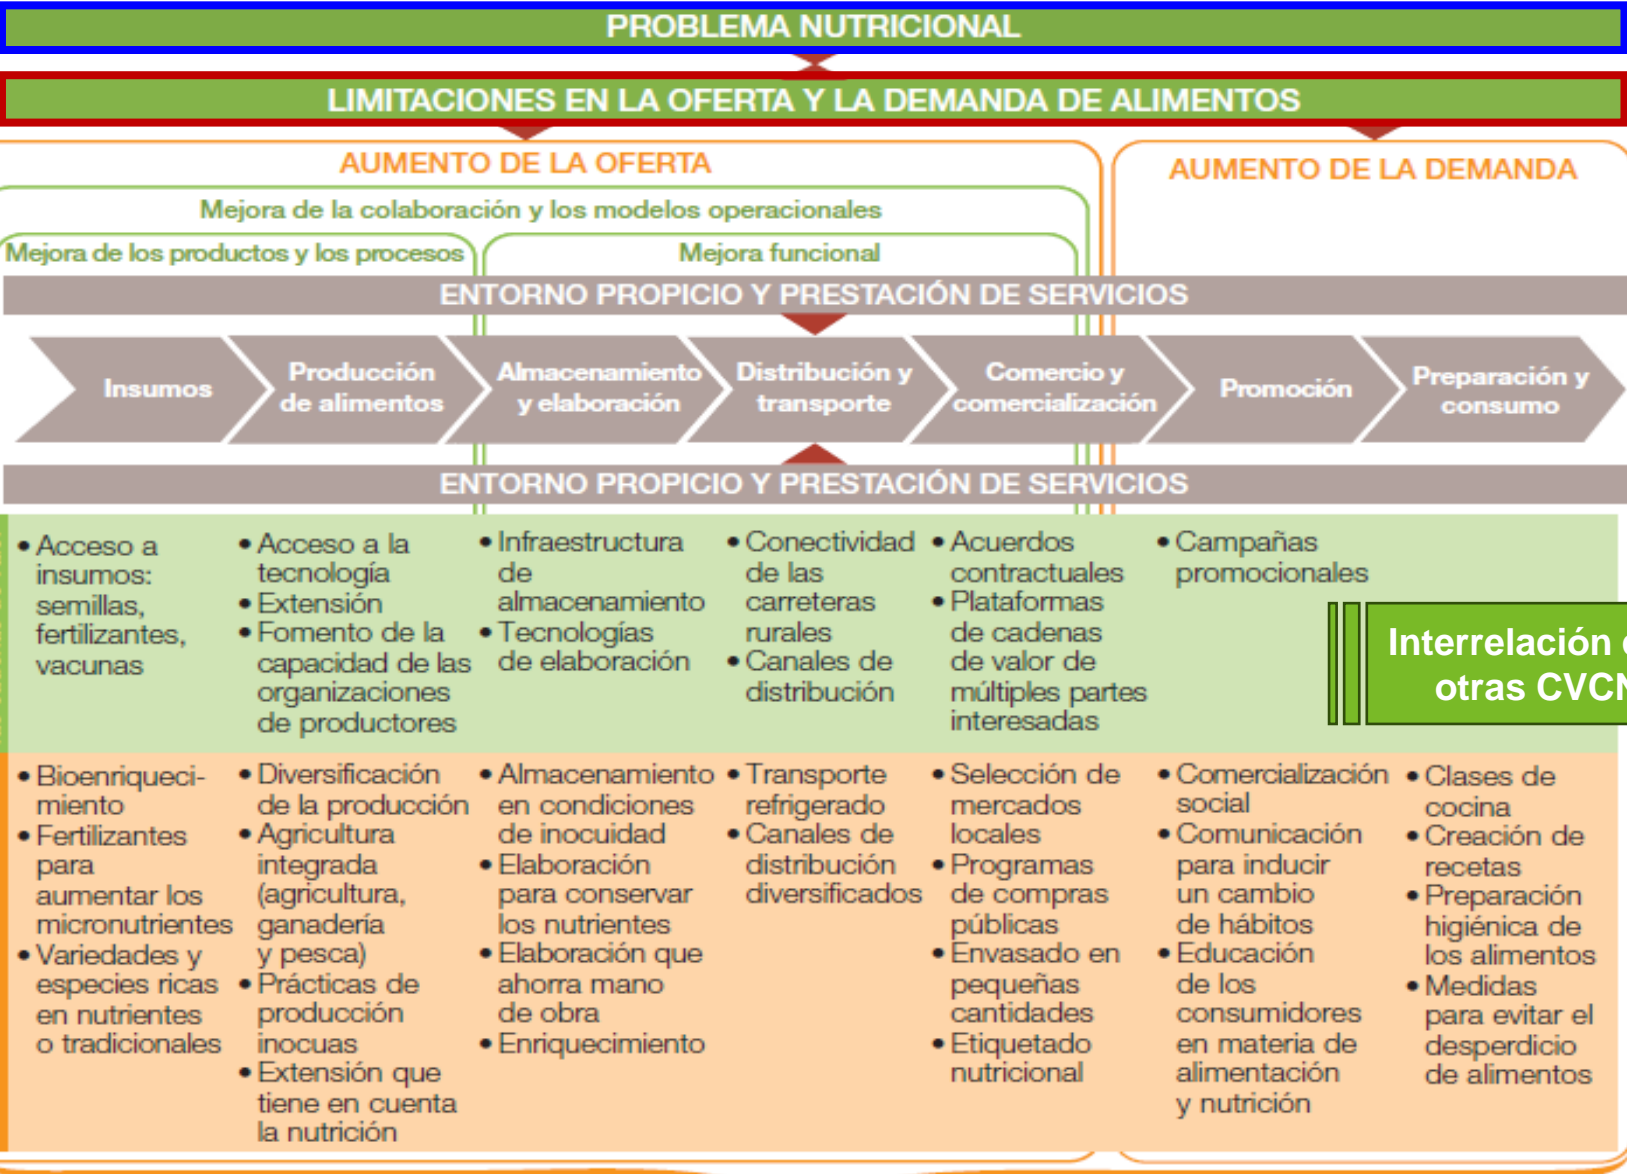 PROBLEMA NUTRICIONAL
LIMITACIONES EN LA OFERTA Y LA DEMANDA DE ALIMENTOS
AUMENTO DE LA OFERTA
AUMENTO DE LA DEMANDA
Mejora de la colaboración y los modelos operacionales
Mejora de los productos y los procesos
Mejora funcional
ENTORNO PROPICIO Y PRESTACIÓN DE SERVICIOS
Insumos
Producción
de alimentos
Almacenamiento
y elaboración
Distribución y
transporte
Comercio y
comercialización
Promoción
Preparación y
consumo
ENTORNO PROPICIO Y PRESTACIÓN DE SERVICIOS
• Acceso a
insumos:
semillas,
fertilizantes,
vacunas
• Acceso a la
tecnología
• Extensión
• Fomento de la
capacidad de las
organizaciones
de productores
• Infraestructura
de
almacenamiento
• Tecnologías
de elaboración
• Conectividad
de las
carreteras
rurales
• Canales de
distribución
• Acuerdos
contractuales
• Plataformas
de cadenas
de valor de
múltiples partes
interesadas
• Campañas
promocionales
Interrelación
otras
• Bioenriqueci-
miento
• Fertilizantes
para
aumentar los
micronutrientes
• Variedades y
especies ricas
en nutrientes
o tradicionales
• Diversificación
de la producción
• Agricultura
integrada
(agricultura,
ganadería
y pesca)
• Prácticas de
producción
inocuas
• Extensión que
tiene en cuenta
la nutrición
• Almacenamiento
en condiciones
de inocuidad
• Elaboración
para conservar
los nutrientes
• Elaboración que
ahorra mano
de obra
• Enriquecimiento
• Transporte
refrigerado
• Canales de
distribución
diversificados
• Selección de
mercados
locales
• Programas
de compras
públicas
• Envasado en
pequeñas
cantidades
• Etiquetado
nutricional
• Comercialización
social
• Comunicación
para inducir
un cambio
de hábitos
• Educación
de los
consumidores
en materia de
alimentación
y nutrición
• Clases de
cocina
• Creación de
recetas
• Preparación
higiénica de
los alimentos
• Medidas
para evitar el
desperdicio
de alimentos